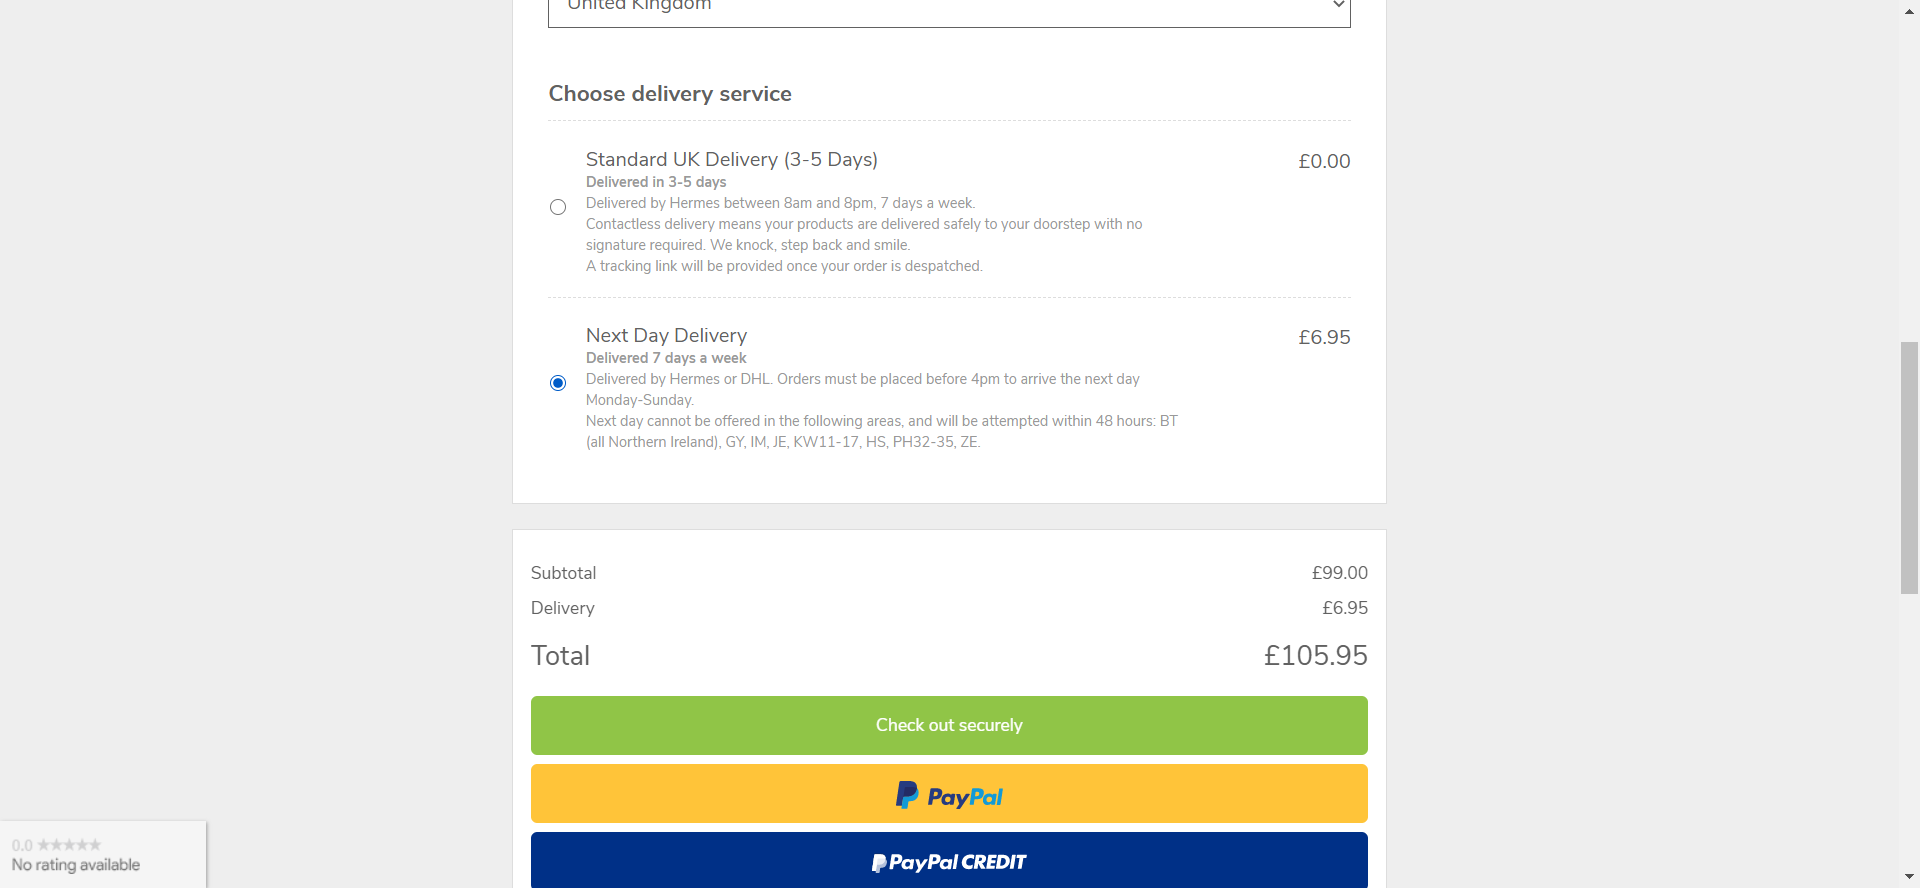 United Kingdom
Choose delivery service
Standard UK Delivery (3-5 Days)
£0.00
Delivered in 3-5 days
Delivered by Hermes between 8am and 8pm, 7 days a week.
Contactless delivery means your products are delivered safely to your doorstep with no
signature required. We knock, step back and smile.
A tracking link will be provided once your order is despatched.
Next Day Delivery
£6.95
Delivered 7 days a week
Delivered by Hermes or DHL. Orders must be placed before 4pm to arrive the next day
Monday-Sunday.
Next day cannot be offered in the following areas, and will be attempted within 48 hours: BT
(all Northern Ireland), GY, IM, JE, KW11-17, HS, PH32-35, ZE.
Subtotal £99.00
Delivery £6.95
Total £105.95
Check out securely
PayPal
PayPal CREDIT
0.0 ★★★★★
No rating available